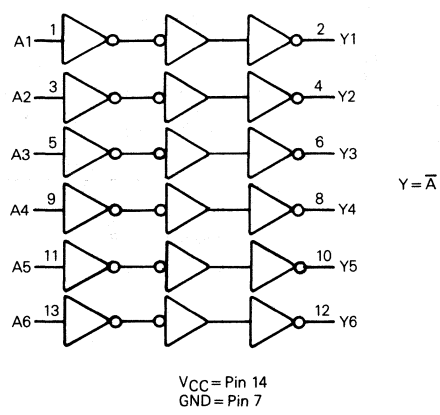 A1 1 2 Y1
A2 3 4 Y2
A3 5 6 Y3
Y = A̅
A4 9 8 Y4
A5 11 10 Y5
A6 13 12 Y6
VCC = Pin 14
GND = Pin 7